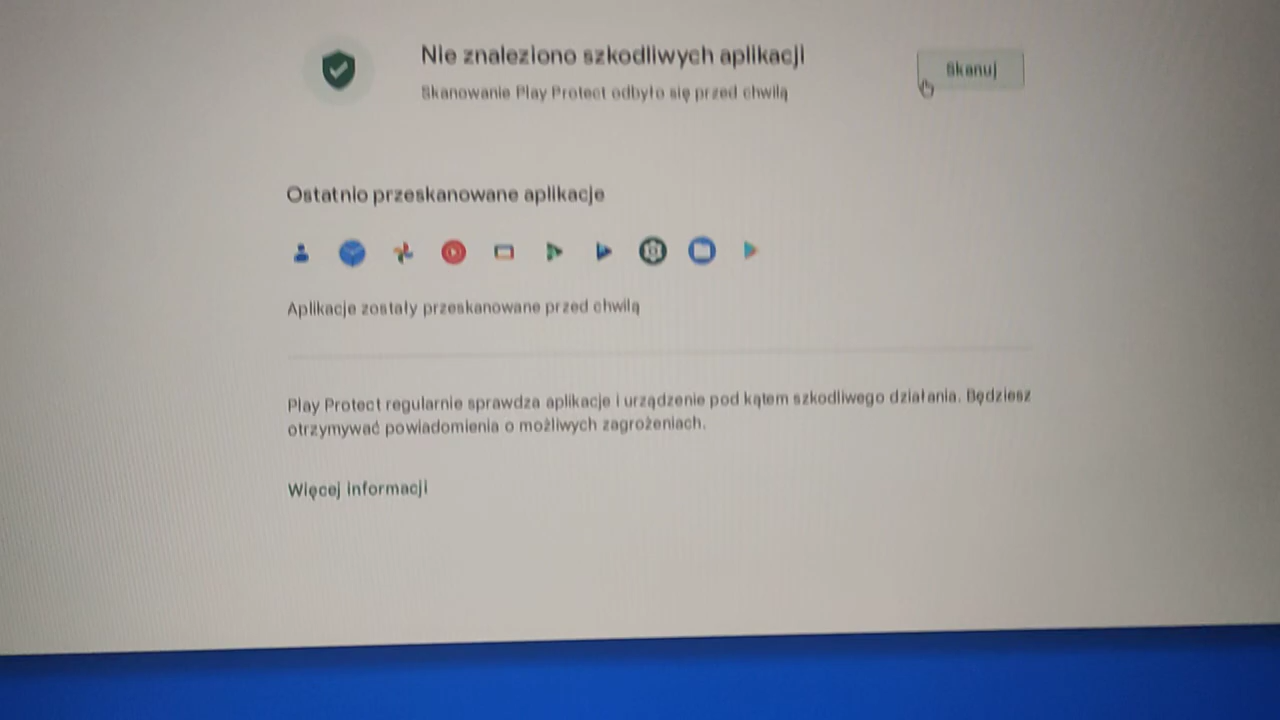 Nie znaleziono szkodliwych aplikacji
Skanuj
Skanowanie Play Protect odbyło się przed chwilą
Ostatnio przeskanowane aplikacje
Aplikacje zostały przeskanowane przed chwilą
Play Protect regularnie sprawdza aplikacje i urządzenie pod kątem szkodliwego działania. Będziesz
otrzymywać powiadomienia o możliwych zagrożeniach.
Więcej informacji